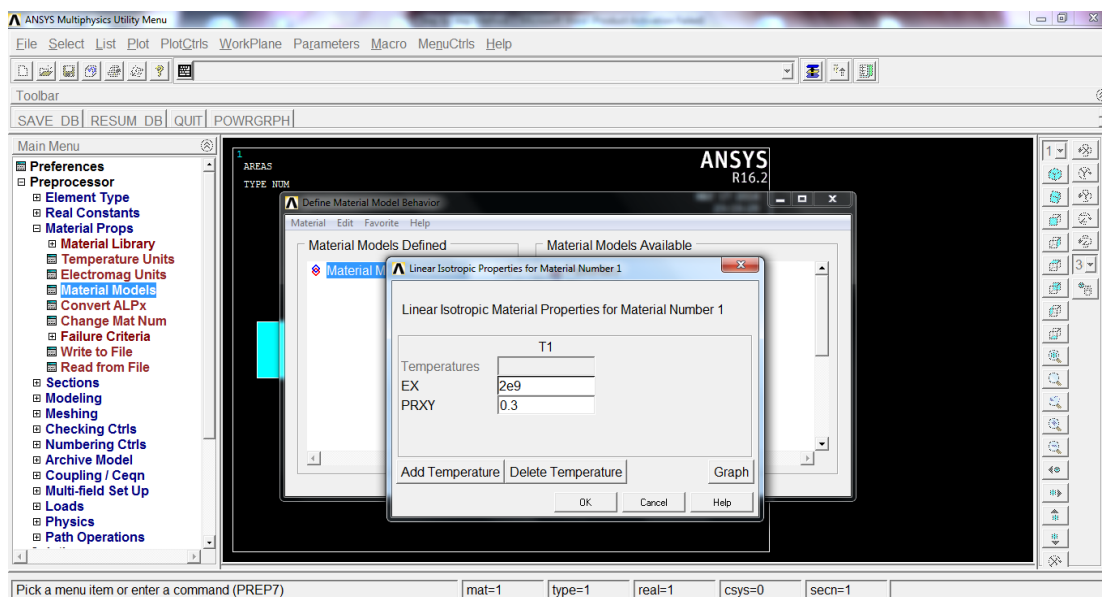 ANSYS Multiphysics Utility Menu
File Select List Plot PlotCtrls WorkPlane Parameters Macro MenuCtrls Help
Toolbar
SAVE_DB RESUM_DB QUIT POWRGRPH
Main Menu
Preferences
Preprocessor
Element Type
Real Constants
Material Props
Material Library
Temperature Units
Electromag Units
Material Models
Convert ALPx
Change Mat Num
Failure Criteria
Write to File
Read from File
Sections
Modeling
Meshing
Checking Ctrls
Numbering Ctrls
Archive Model
Coupling / Ceqn
Multi-field Set Up
Loads
Physics
Path Operations
1
AREAS
TYPE NUM
ANSYS
R16.2
Define Material Model Behavior
Material Edit Favorite Help
Material Models Defined
Material Models Available
Material M
Linear Isotropic Properties for Material Number 1
Linear Isotropic Material Properties for Material Number 1
T1
Temperatures
EX 2e9
PRXY 0.3
Add Temperature Delete Temperature Graph
OK Cancel Help
1
3
Pick a menu item or enter a command (PREP7) mat=1 type=1 real=1 csys=0 secn=1